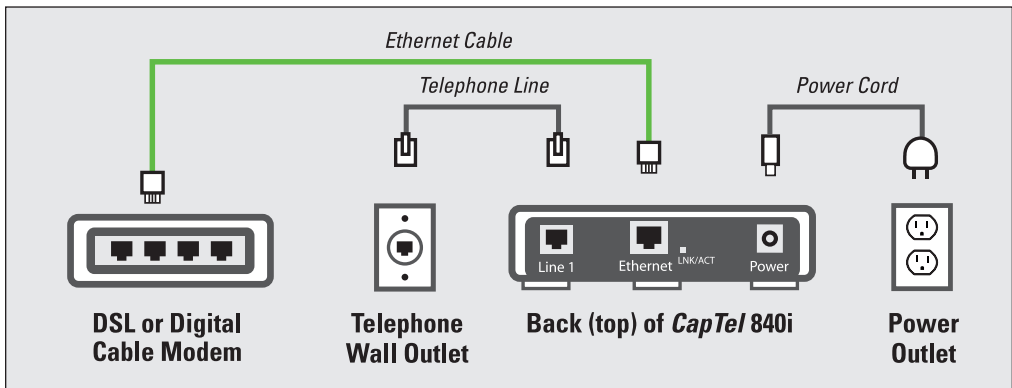 Ethernet Cable
Telephone Line
Power Cord
Line 1
Ethernet
LNK/ACT
Power
DSL or Digital
Cable Modem
Telephone
Wall Outlet
Back (top) of CapTel 840i
Power
Outlet